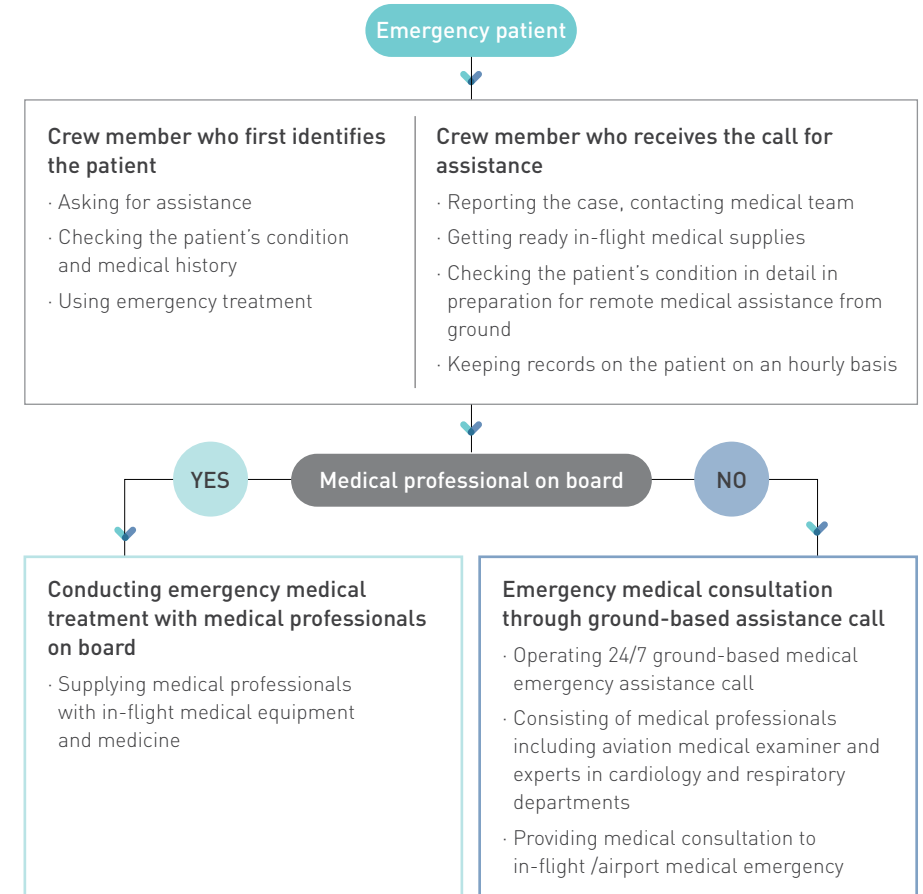 Emergency patient
Crew member who first identifies
the patient
· Asking for assistance
· Checking the patient's condition
and medical history
· Using emergency treatment
Crew member who receives the call for
assistance
· Reporting the case, contacting medical team
· Getting ready in-flight medical supplies
· Checking the patient's condition in detail in
preparation for remote medical assistance from
ground
· Keeping records on the patient on an hourly basis
YES
Medical professional on board
NO
Conducting emergency medical
treatment with medical professionals
on board
· Supplying medical professionals
with in-flight medical equipment
and medicine
Emergency medical consultation
through ground-based assistance call
· Operating 24/7 ground-based medical
emergency assistance call
· Consisting of medical professionals
including aviation medical examiner and
experts in cardiology and respiratory
departments
· Providing medical consultation to
in-flight /airport medical emergency